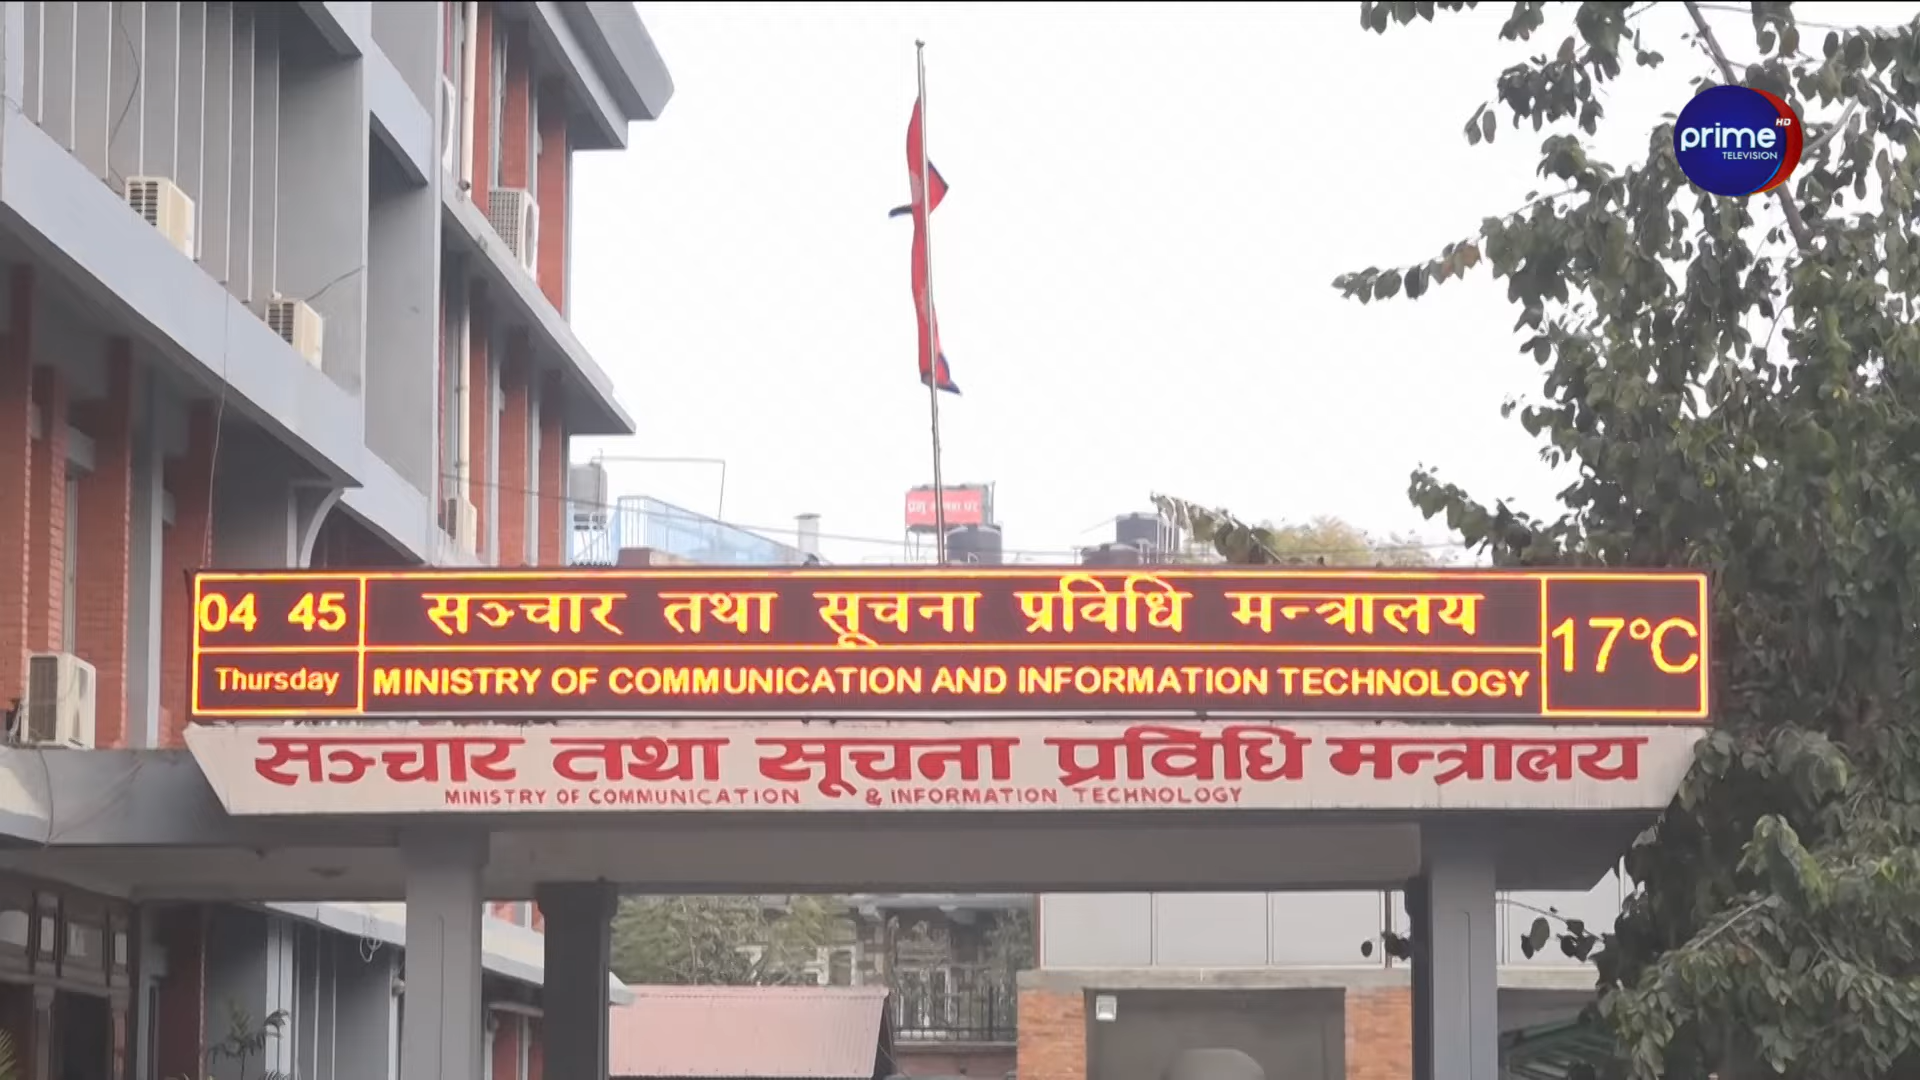 prime HD
TELEVISION
04 45
सञ्चार तथा सूचना प्रविधि मन्त्रालय
17°C
Thursday
MINISTRY OF COMMUNICATION AND INFORMATION TECHNOLOGY
सञ्चार तथा सूचना प्रविधि मन्त्रालय
MINISTRY OF COMMUNICATION & INFORMATION TECHNOLOGY